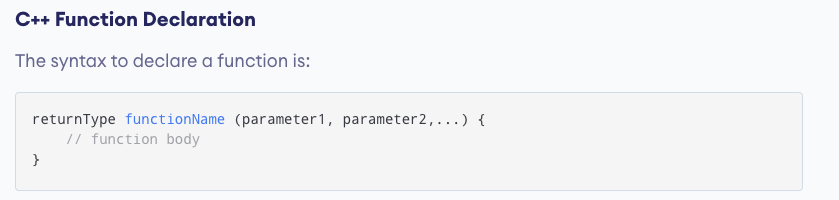 C++ Function Declaration
The syntax to declare a function is:
returnType functionName (parameter1, parameter2,...) {
    // function body
}